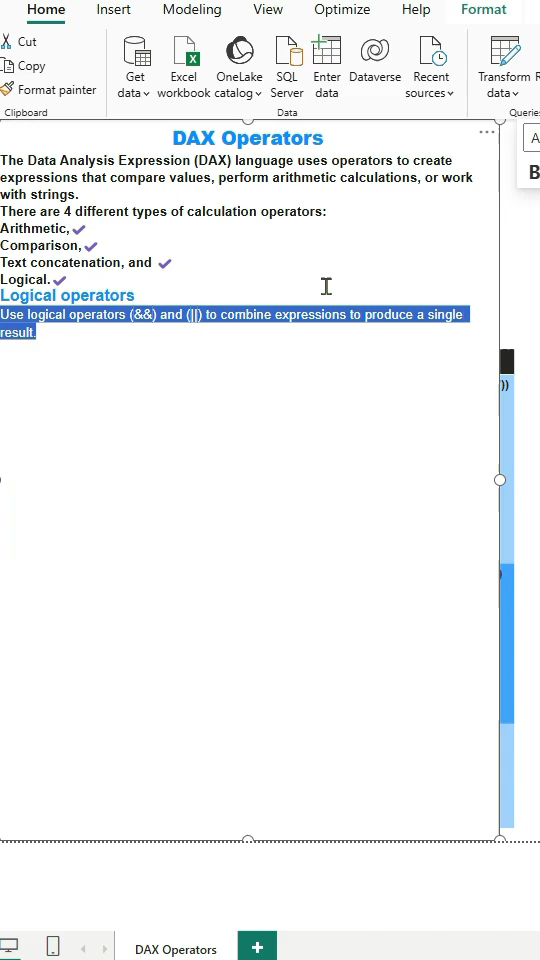 Home Insert Modeling View Optimize Help Format
Cut
Copy
Format painter
Get data
Excel workbook
OneLake catalog
SQL Server
Enter data
Dataverse
Recent sources
Transform data
Clipboard
Data
Queries
B
DAX Operators
The Data Analysis Expression (DAX) language uses operators to create
expressions that compare values, perform arithmetic calculations, or work
with strings.
There are 4 different types of calculation operators:
Arithmetic,
Comparison,
Text concatenation, and
Logical.
Logical operators
Use logical operators (&&) and (||) to combine expressions to produce a single
result.
))
)
DAX Operators
+